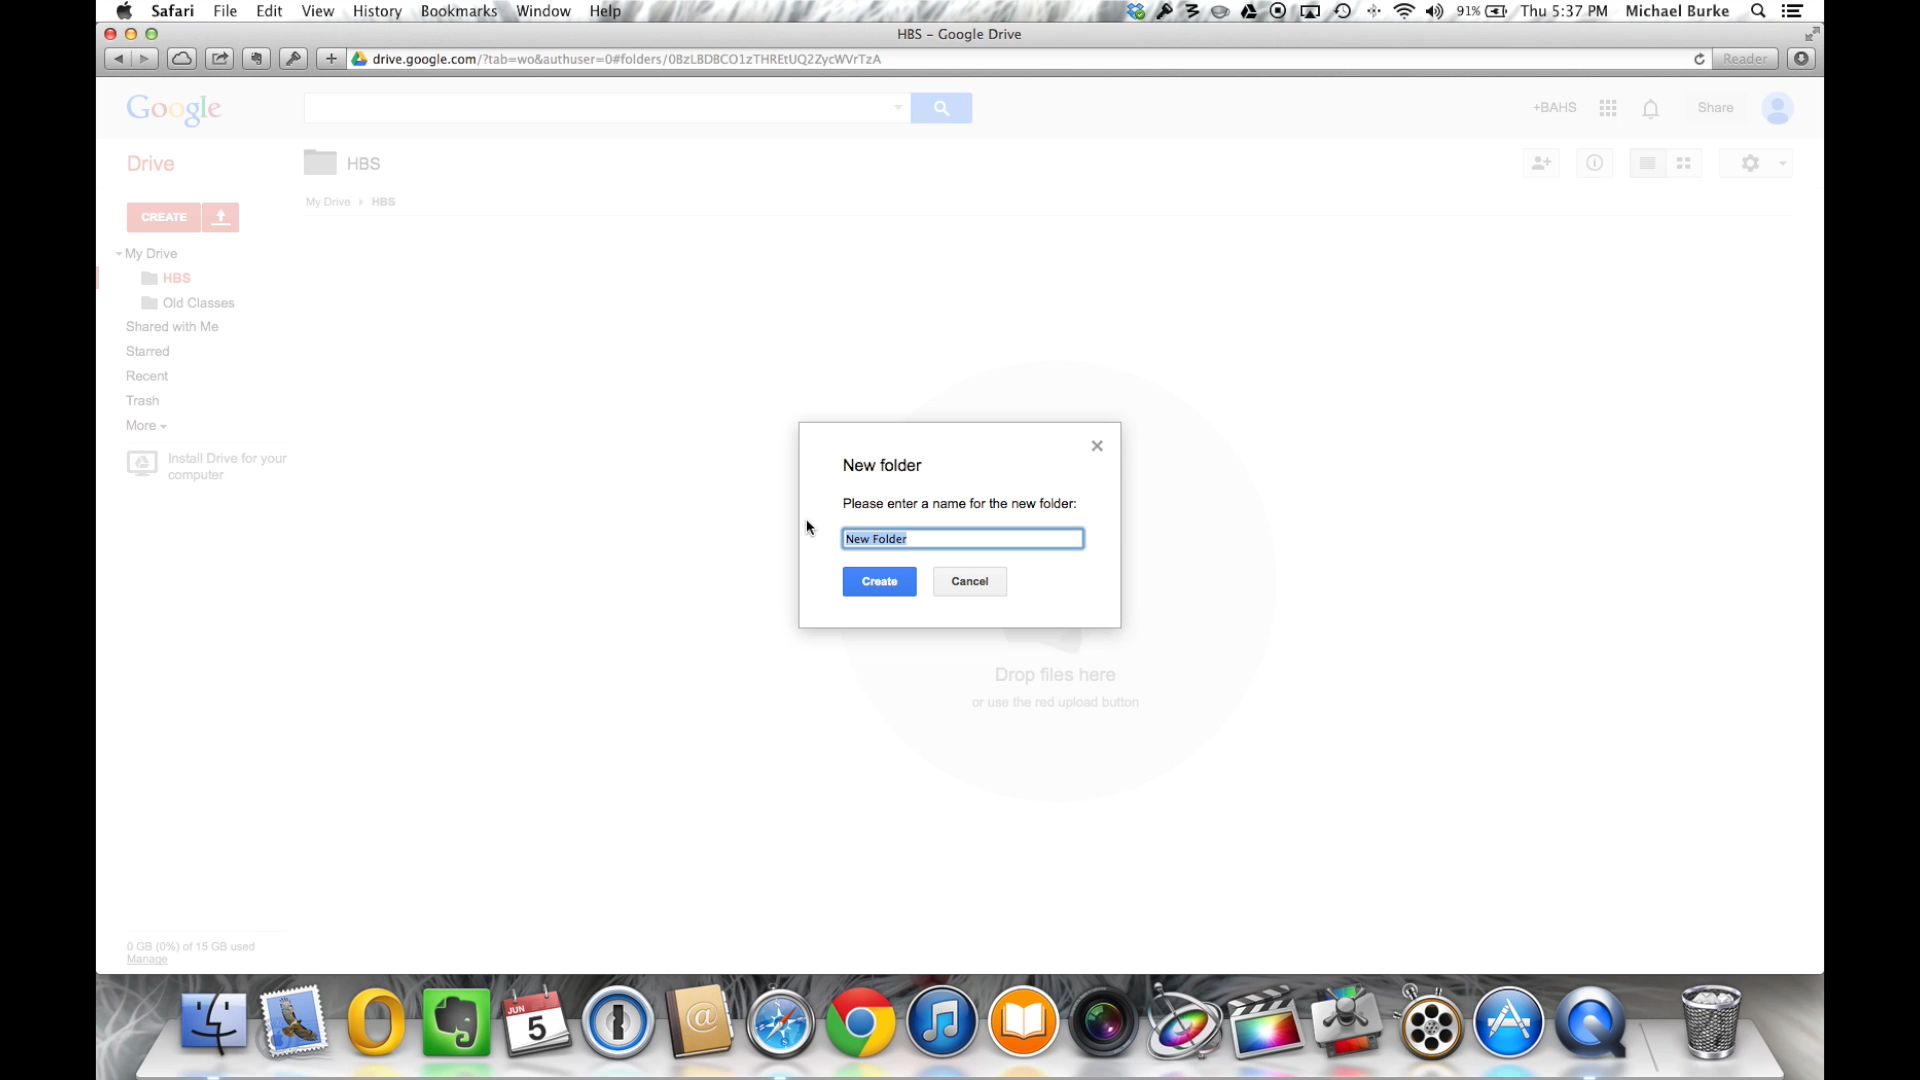 Safari File Edit View History Bookmarks Window Help 91% Thu 5:37 PM Michael Burke
HBS – Google Drive
drive.google.com/?tab=wo&authuser=0#folders/0BzLBDBCO1zTHREtUQ2ZycWVrTzA Reader
Google +BAHS Share
Drive HBS
My Drive HBS
CREATE
My Drive
HBS
Old Classes
Shared with Me
Starred
Recent
Trash
More
Install Drive for your
computer
New folder
Please enter a name for the new folder:
New Folder
Create Cancel
Drop files here
or use the red upload button
0 GB (0%) of 15 GB used
Manage
JUN
5